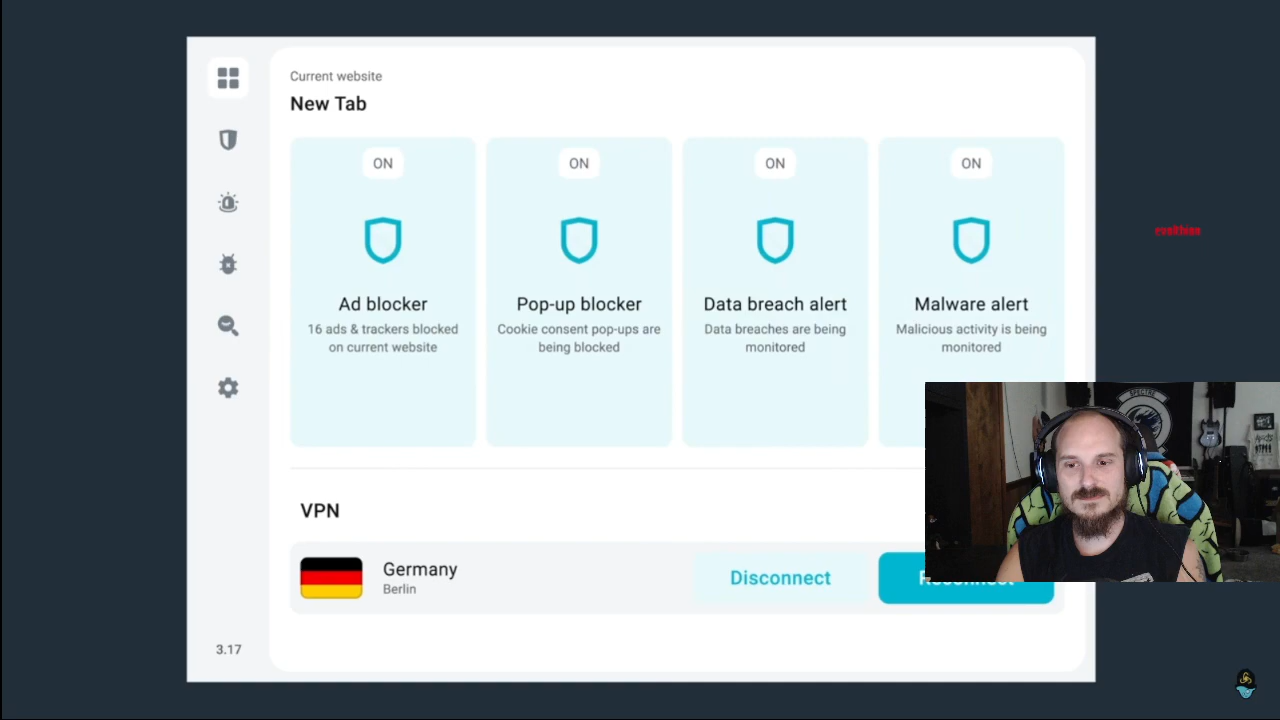 Current website
New Tab
ON
ON
ON
ON
Ad blocker
16 ads & trackers blocked
on current website
Pop-up blocker
Cookie consent pop-ups are
being blocked
Data breach alert
Data breaches are being
monitored
Malware alert
Malicious activity is being
monitored
VPN
Germany
Berlin
Disconnect
Reconnect
3.17
SPECTRE